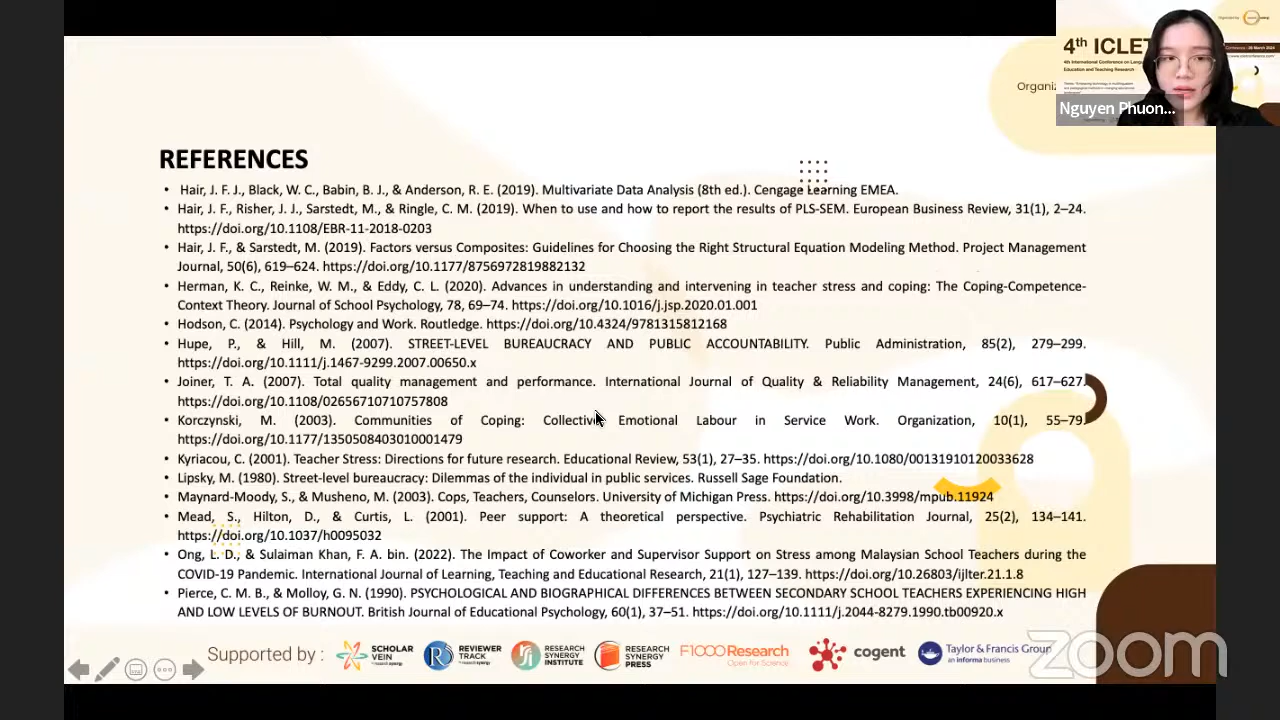 4th ICLET
4th International Conference on
Education and Teaching Research
Organiz
Nguyen Phuon...
REFERENCES
• Hair, J. F. J., Black, W. C., Babin, B. J., & Anderson, R. E. (2019). Multivariate Data Analysis (8th ed.). Cengage Learning EMEA.
• Hair, J. F., Risher, J. J., Sarstedt, M., & Ringle, C. M. (2019). When to use and how to report the results of PLS-SEM. European Business Review, 31(1), 2–24.
https://doi.org/10.1108/EBR-11-2018-0203
• Hair, J. F., & Sarstedt, M. (2019). Factors versus Composites: Guidelines for Choosing the Right Structural Equation Modeling Method. Project Management
Journal, 50(6), 619–624. https://doi.org/10.1177/8756972819882132
• Herman, K. C., Reinke, W. M., & Eddy, C. L. (2020). Advances in understanding and intervening in teacher stress and coping: The Coping-Competence-
Context Theory. Journal of School Psychology, 78, 69–74. https://doi.org/10.1016/j.jsp.2020.01.001
• Hodson, C. (2014). Psychology and Work. Routledge. https://doi.org/10.4324/9781315812168
• Hupe, P., & Hill, M. (2007). STREET-LEVEL BUREAUCRACY AND PUBLIC ACCOUNTABILITY. Public Administration, 85(2), 279–299.
https://doi.org/10.1111/j.1467-9299.2007.00650.x
• Joiner, T. A. (2007). Total quality management and performance. International Journal of Quality & Reliability Management, 24(6), 617–627.
https://doi.org/10.1108/02656710710757808
• Korczynski, M. (2003). Communities of Coping: Collective Emotional Labour in Service Work. Organization, 10(1), 55–79.
https://doi.org/10.1177/1350508403010001479
• Kyriacou, C. (2001). Teacher Stress: Directions for future research. Educational Review, 53(1), 27–35. https://doi.org/10.1080/00131910120033628
• Lipsky, M. (1980). Street-level bureaucracy: Dilemmas of the individual in public services. Russell Sage Foundation.
• Maynard-Moody, S., & Musheno, M. (2003). Cops, Teachers, Counselors. University of Michigan Press. https://doi.org/10.3998/mpub.11924
• Mead, S., Hilton, D., & Curtis, L. (2001). Peer support: A theoretical perspective. Psychiatric Rehabilitation Journal, 25(2), 134–141.
https://doi.org/10.1037/h0095032
• Ong, L. D., & Sulaiman Khan, F. A. bin. (2022). The Impact of Coworker and Supervisor Support on Stress among Malaysian School Teachers during the
COVID-19 Pandemic. International Journal of Learning, Teaching and Educational Research, 21(1), 127–139. https://doi.org/10.26803/ijlter.21.1.8
• Pierce, C. M. B., & Molloy, G. N. (1990). PSYCHOLOGICAL AND BIOGRAPHICAL DIFFERENCES BETWEEN SECONDARY SCHOOL TEACHERS EXPERIENCING HIGH
AND LOW LEVELS OF BURNOUT. British Journal of Educational Psychology, 60(1), 37–51. https://doi.org/10.1111/j.2044-8279.1990.tb00920.x
Supported by :
SCHOLAR VEIN
REVIEWER TRACK
RESEARCH SYNERGY INSTITUTE
RESEARCH SYNERGY PRESS
F1000Research
Open for Science
cogent
Taylor & Francis Group
an informa business
zoom